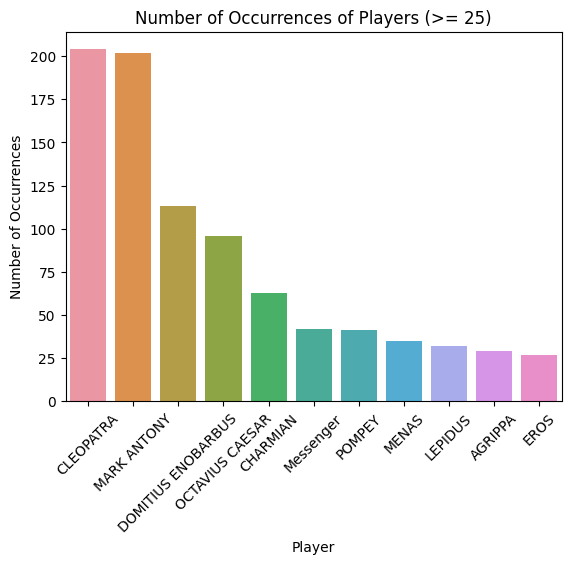 Number of Occurrences of Players (>= 25)
Number of Occurrences
200
175
150
125
100
75
50
25
0
CLEOPATRA
MARK ANTONY
DOMITIUS ENOBARBUS
OCTAVIUS CAESAR
CHARMIAN
Messenger
POMPEY
MENAS
LEPIDUS
AGRIPPA
EROS
Player